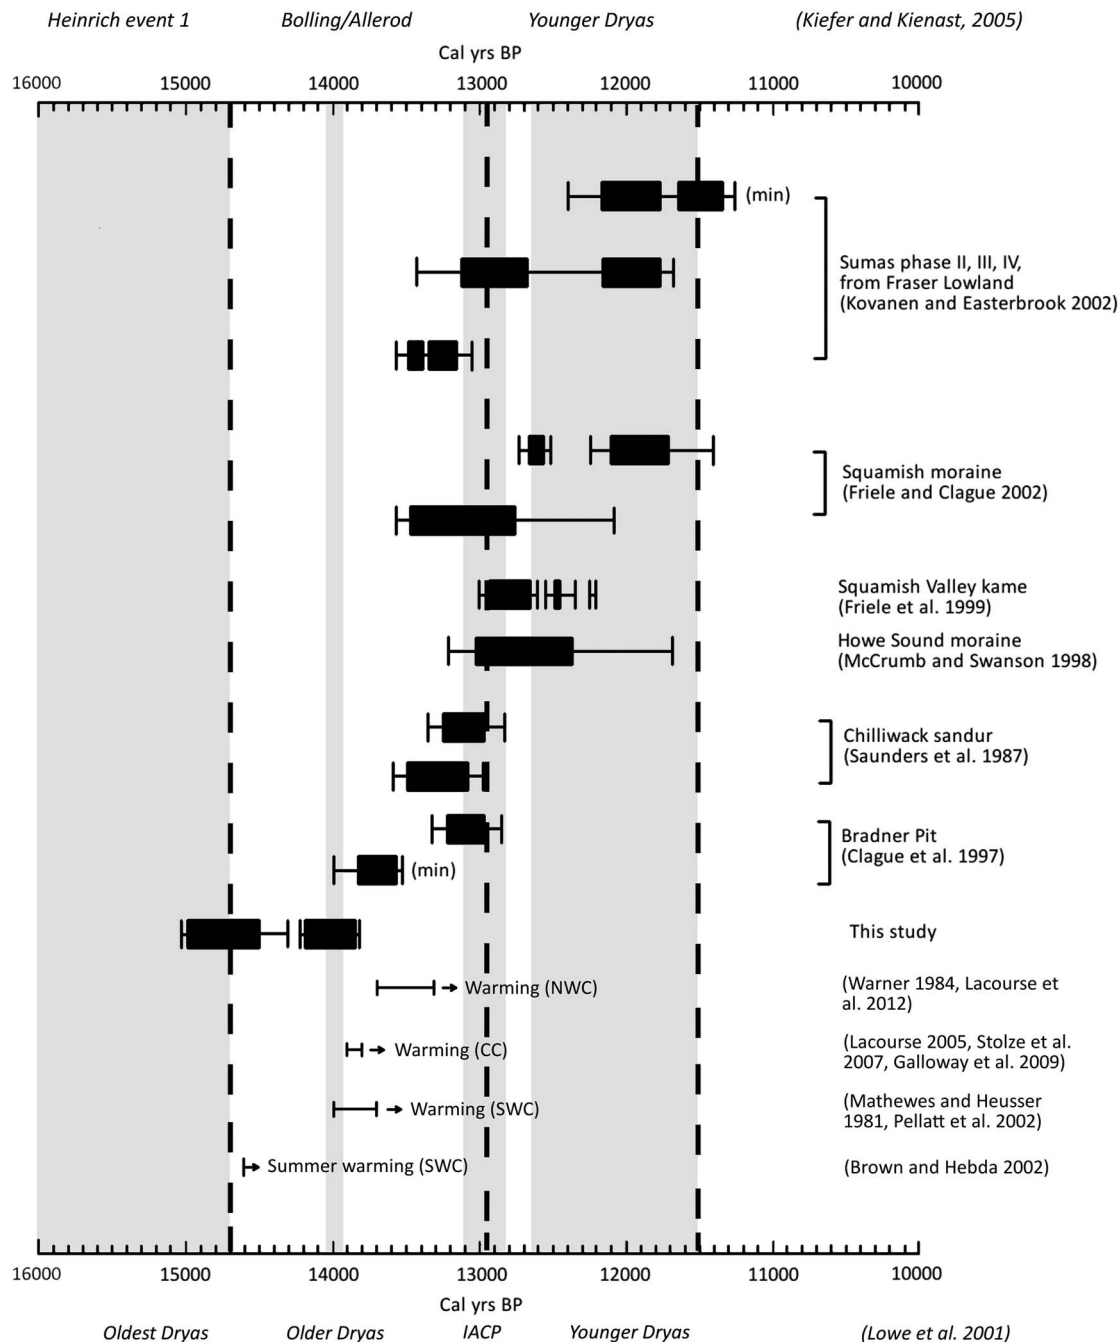 Heinrich event 1 Bolling/Allerod Younger Dryas (Kiefer and Kienast, 2005)
Cal yrs BP
16000 15000 14000 13000 12000 11000 10000
(min)
Sumas phase II, III, IV,
from Fraser Lowland
(Kovanen and Easterbrook 2002)
Squamish moraine
(Friele and Clague 2002)
Squamish Valley kame
(Friele et al. 1999)
Howe Sound moraine
(McCrumb and Swanson 1998)
Chilliwack sandur
(Saunders et al. 1987)
Bradner Pit
(Clague et al. 1997)
(min)
This study
Warming (NWC)
(Warner 1984, Lacourse et
al. 2012)
Warming (CC)
(Lacourse 2005, Stolze et al.
2007, Galloway et al. 2009)
Warming (SWC)
(Mathewes and Heusser
1981, Pellatt et al. 2002)
Summer warming (SWC)
(Brown and Hebda 2002)
16000 15000 14000 13000 12000 11000 10000
Cal yrs BP
Oldest Dryas Older Dryas IACP Younger Dryas (Lowe et al. 2001)